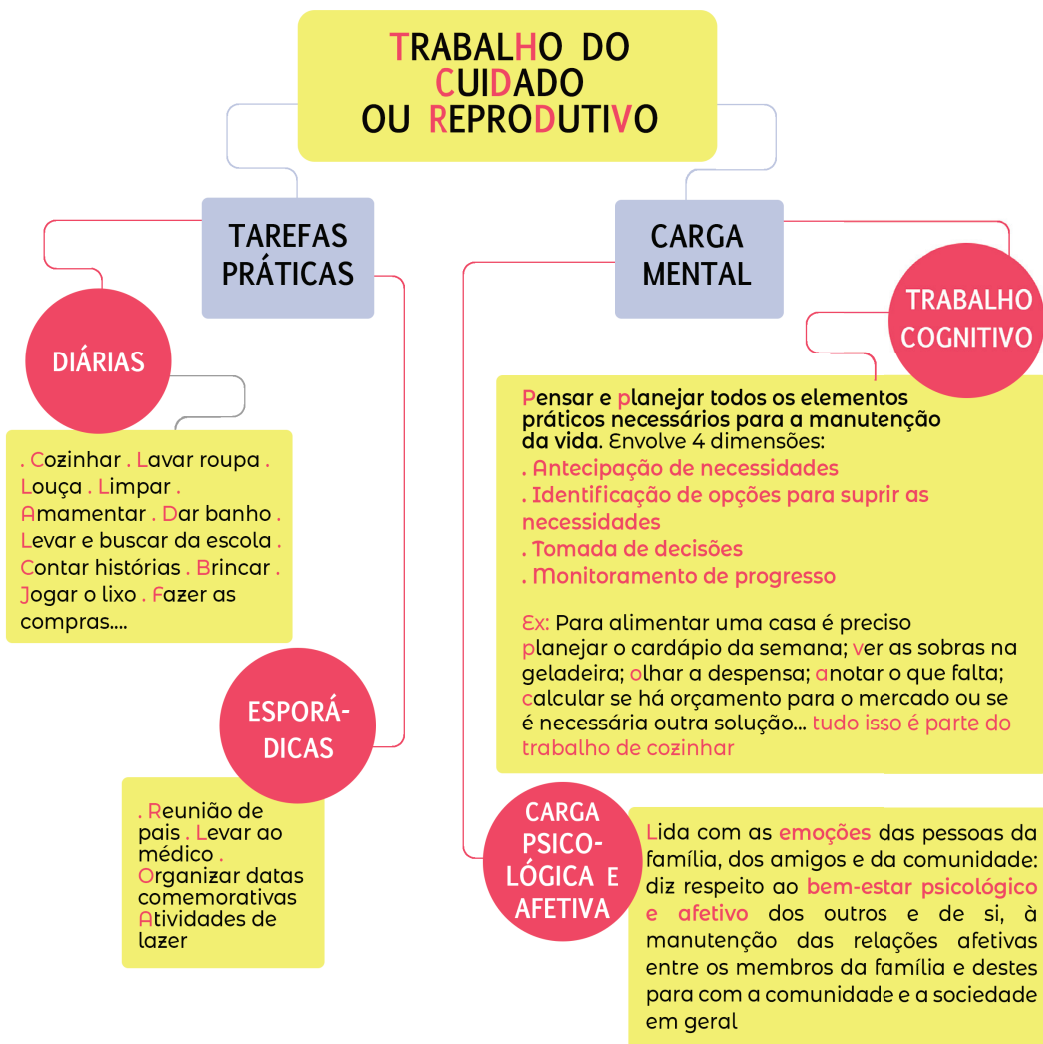 TRABALHO DO
CUIDADO
OU REPRODUTIVO
TAREFAS
PRÁTICAS
DIÁRIAS
. Cozinhar . Lavar roupa .
Louça . Limpar .
Amamentar . Dar banho .
Levar e buscar da escola .
Contar histórias . Brincar .
Jogar o lixo . Fazer as
compras....
ESPORÁ-
DICAS
. Reunião de
pais . Levar ao
médico .
Organizar datas
comemorativas
Atividades de
lazer
CARGA
MENTAL
TRABALHO
COGNITIVO
Pensar e planejar todos os elementos
práticos necessários para a manutenção
da vida. Envolve 4 dimensões:
. Antecipação de necessidades
. Identificação de opções para suprir as
necessidades
. Tomada de decisões
. Monitoramento de progresso
Ex: Para alimentar uma casa é preciso
planejar o cardápio da semana; ver as sobras na
geladeira; olhar a despensa; anotar o que falta;
calcular se há orçamento para o mercado ou se
é necessária outra solução... tudo isso é parte do
trabalho de cozinhar
CARGA
PSICO-
LÓGICA E
AFETIVA
Lida com as emoções das pessoas da
família, dos amigos e da comunidade:
diz respeito ao bem-estar psicológico
e afetivo dos outros e de si, à
manutenção das relações afetivas
entre os membros da família e destes
para com a comunidade e a sociedade
em geral